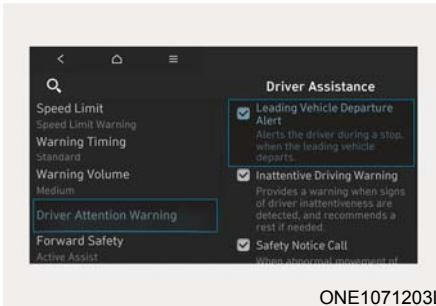 Driver Assistance
Speed Limit
Speed Limit Warning
Warning Timing
Standard
Warning Volume
Medium
Driver Attention Warning
Forward Safety
Active Assist
Leading Vehicle Departure
Alert
Alerts the driver during a stop,
when the leading vehicle
departs.
Inattentive Driving Warning
Provides a warning when signs
of driver inattentiveness are
detected, and recommends a
rest if needed.
Safety Notice Call
When abnormal movement of
ONE1071203